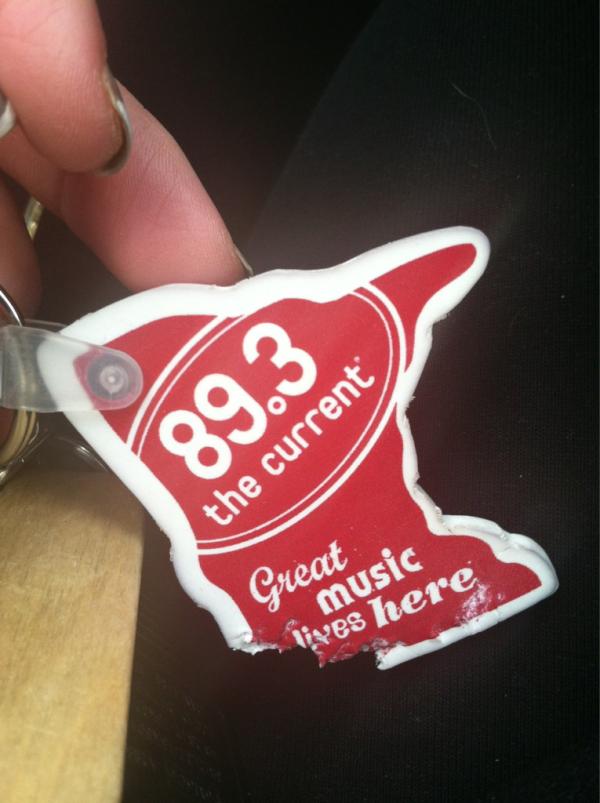 89.3
the current®
Great
music
lives here